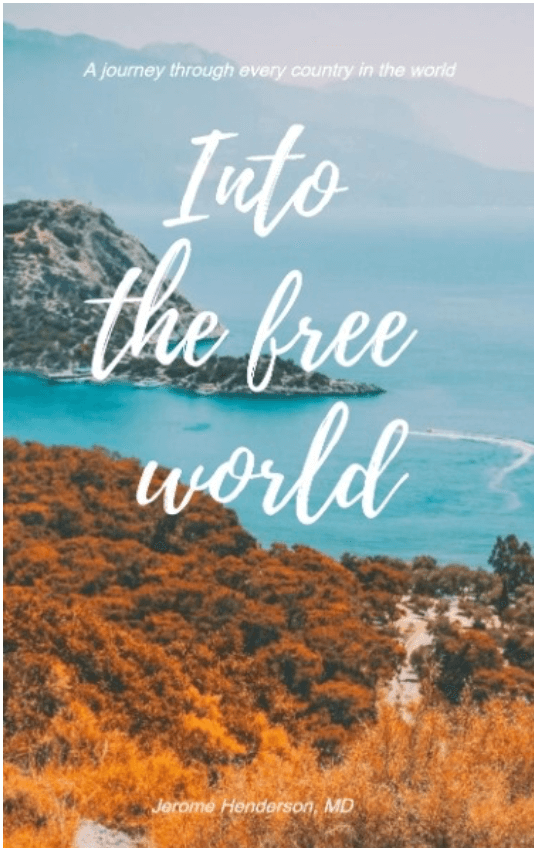 A journey through every country in the world
Into
the free
world
Jerome Henderson, MD